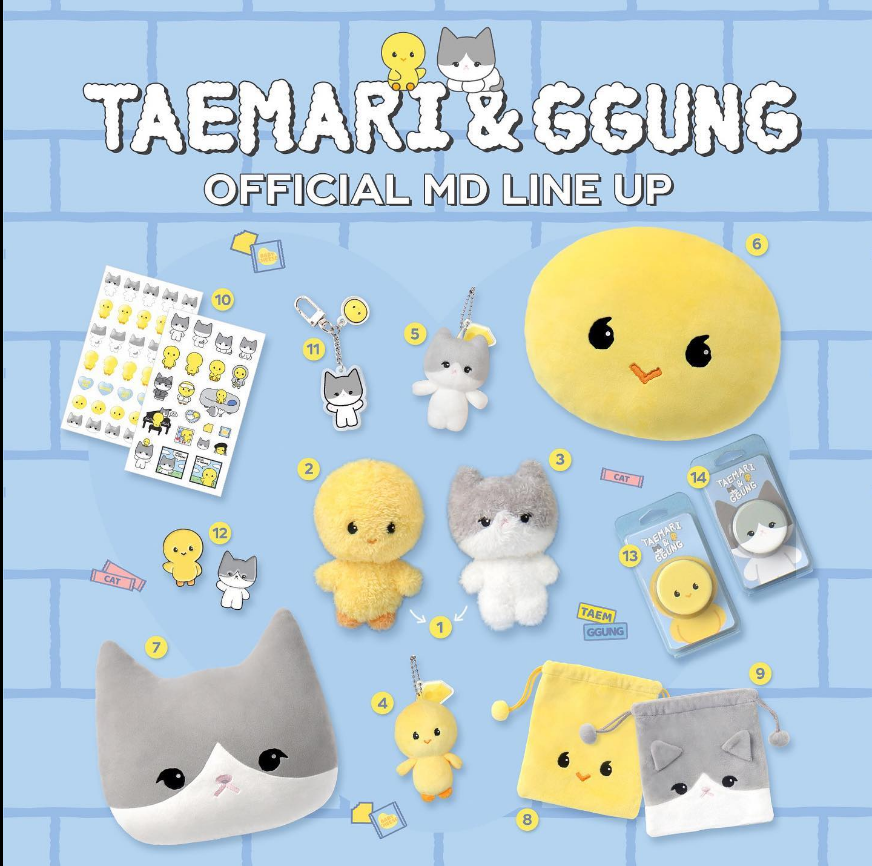 TAEMARI & GGUNG
OFFICIAL MD LINE UP
6
10
5
11
3
2
CAT
14
TAEMARI
&
GGUNG
12
13
TAEMARI
&
GGUNG
CAT
TAEM
GGUNG
1
7
9
4
8